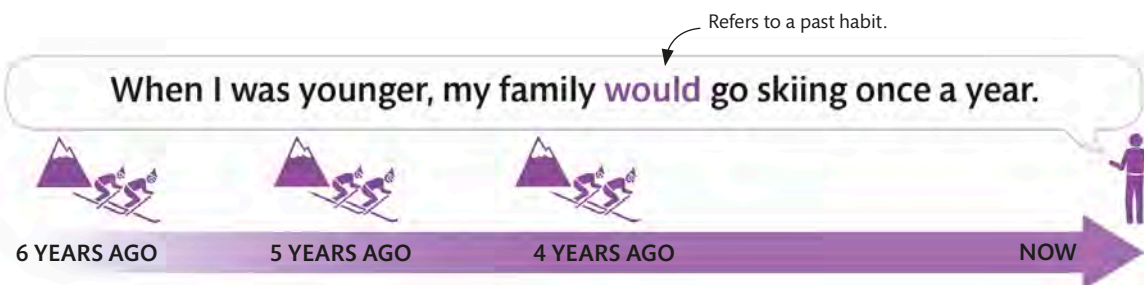 Refers to a past habit.
When I was younger, my family would go skiing once a year.
6 YEARS AGO 5 YEARS AGO 4 YEARS AGO NOW